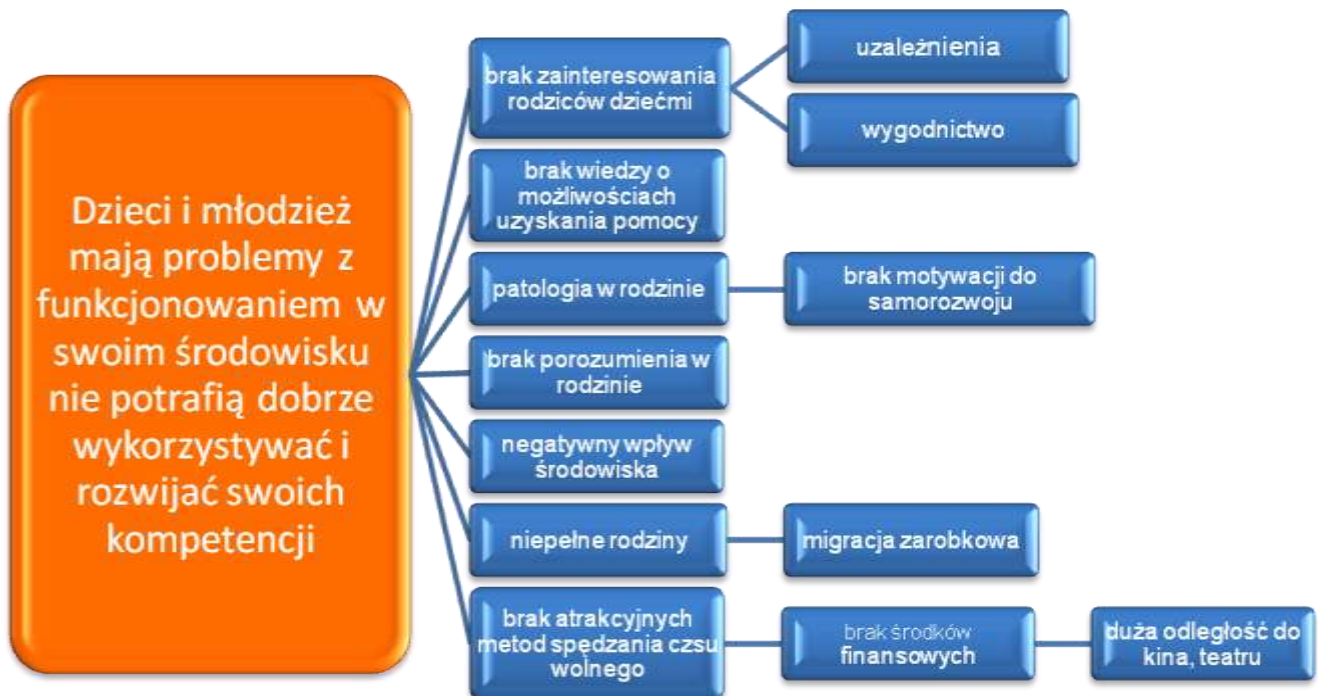 Dzieci i młodzież
mają problemy z
funkcjonowaniem w
swoim środowisku
nie potrafią dobrze
wykorzystywać i
rozwijać swoich
kompetencji
brak zainteresowania
rodziców dziećmi
uzależnienia
wygodnictwo
brak wiedzy o
możliwościach
uzyskania pomocy
patologia w rodzinie
brak motywacji do
samorozwoju
brak porozumienia w
rodzinie
negatywny wpływ
środowiska
niepełne rodziny
migracja zarobkowa
brak atrakcyjnych
metod spędzania czsu
wolnego
brak środków
finansowych
duża odległość do
kina, teatru